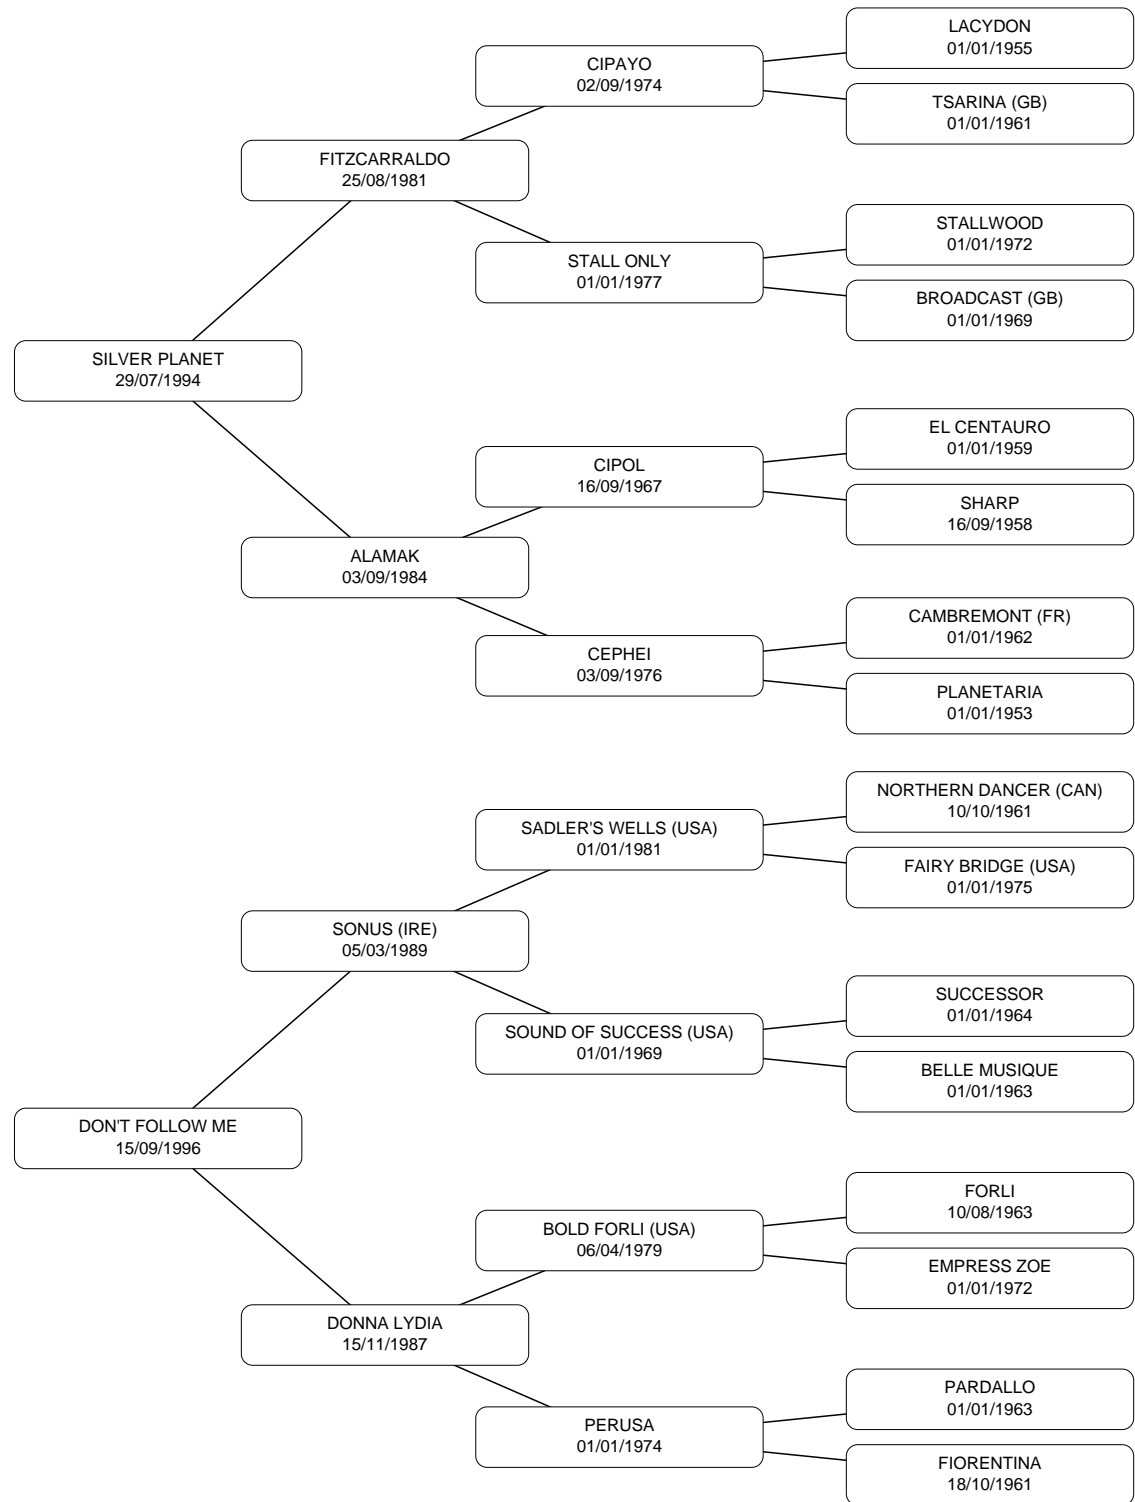 LACYDON
01/01/1955
CIPAYO
02/09/1974
TSARINA (GB)
01/01/1961
FITZCARRALDO
25/08/1981
STALLWOOD
01/01/1972
STALL ONLY
01/01/1977
BROADCAST (GB)
01/01/1969
SILVER PLANET
29/07/1994
EL CENTAURO
01/01/1959
CIPOL
16/09/1967
SHARP
16/09/1958
ALAMAK
03/09/1984
CAMBREMONT (FR)
01/01/1962
CEPHEI
03/09/1976
PLANETARIA
01/01/1953
NORTHERN DANCER (CAN)
10/10/1961
SADLER'S WELLS (USA)
01/01/1981
FAIRY BRIDGE (USA)
01/01/1975
SONUS (IRE)
05/03/1989
SUCCESSOR
01/01/1964
SOUND OF SUCCESS (USA)
01/01/1969
BELLE MUSIQUE
01/01/1963
DON'T FOLLOW ME
15/09/1996
FORLI
10/08/1963
BOLD FORLI (USA)
06/04/1979
EMPRESS ZOE
01/01/1972
DONNA LYDIA
15/11/1987
PARDALLO
01/01/1963
PERUSA
01/01/1974
FIORENTINA
18/10/1961